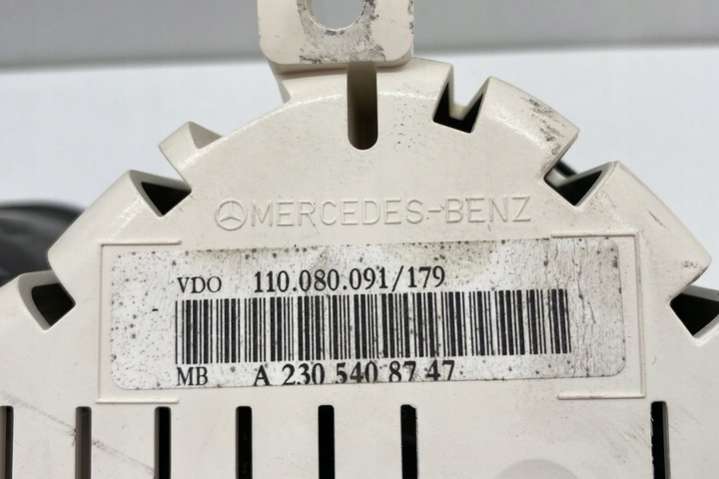 MERCEDES-BENZ
VDO 110.080.091/179
MB A 230 540 87 47